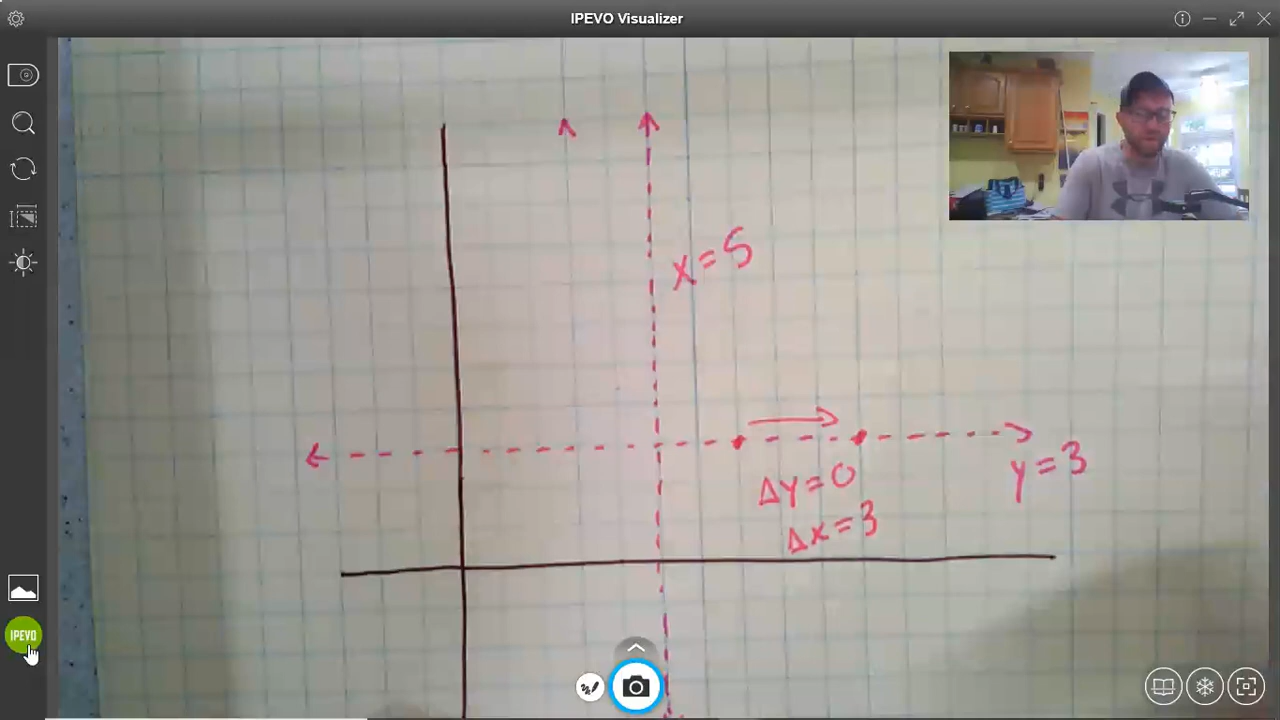 IPEVO Visualizer
x=5
Δy=0
Δx=3
y=3
IPEVO